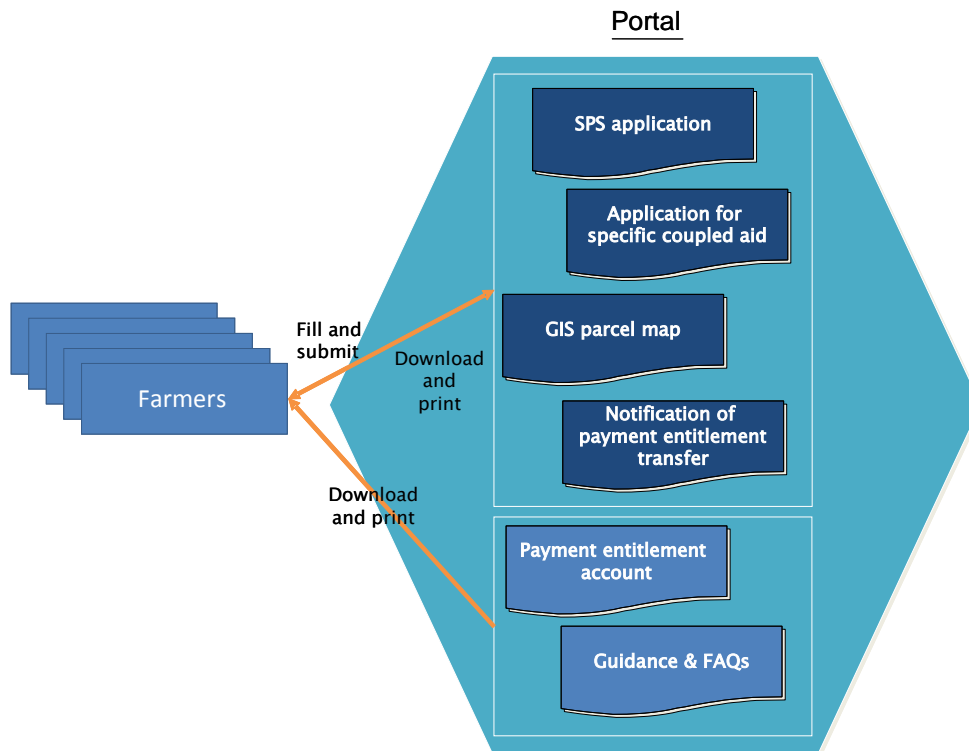 Portal
SPS application
Application for
specific coupled aid
GIS parcel map
Fill and
submit
Download
and
print
Farmers
Notification of
payment entitlement
transfer
Download
and print
Payment entitlement
account
Guidance & FAQs